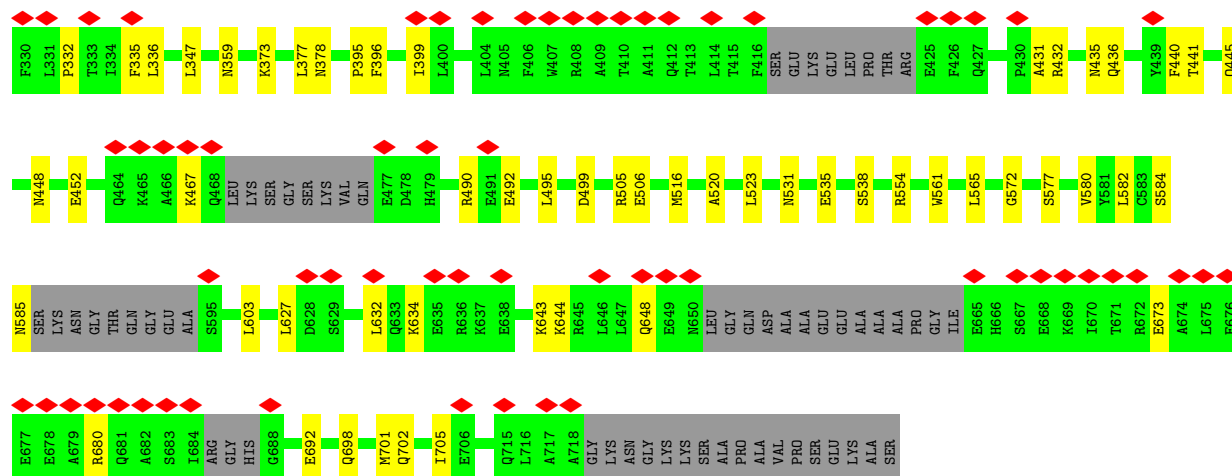 F330 L331 P332 T333 I334 F335 L336 L347 N359 K373 L377 N378 P395 F396 I399 L400 L404 N405 F406 W407 R408 A409 T410 A411 Q412 T413 L414 T415 F416 SER GLU LYS GLU LEU PRO THR ARG E425 F426 Q427 P430 A431 R432 N435 Q436 Y439 F440 T441 Q445
N448 E452 Q464 K465 A466 K467 Q468 LEU LYS SER GLY SER LYS VAL GLN E477 D478 H479 R490 E491 E492 L495 D499 R505 E506 M516 A520 L523 N531 E535 S538 R554 W561 L565 G572 S577 V580 Y581 L582 C583 S584
N585 SER LYS ASN GLY THR GLN GLY GLU ALA S595 L603 L627 D628 S629 L632 Q633 K634 E635 R636 K637 E638 K643 K644 R645 L646 L647 Q648 E649 N650 LEU GLY GLN ASP ALA ALA GLU GLU ALA ALA ALA PRO GLY ILE E665 H666 S667 E668 K669 I670 T671 R672 E673 A674 L675
E677 E678 A679 R680 Q681 A682 S683 I684 ARG GLY HIS G688 E692 Q698 M701 Q702 I705 E706 Q715 L716 A717 A718 GLY LYS ASN GLY LYS LYS SER ALA PRO ALA VAL PRO SER GLU LYS ALA SER